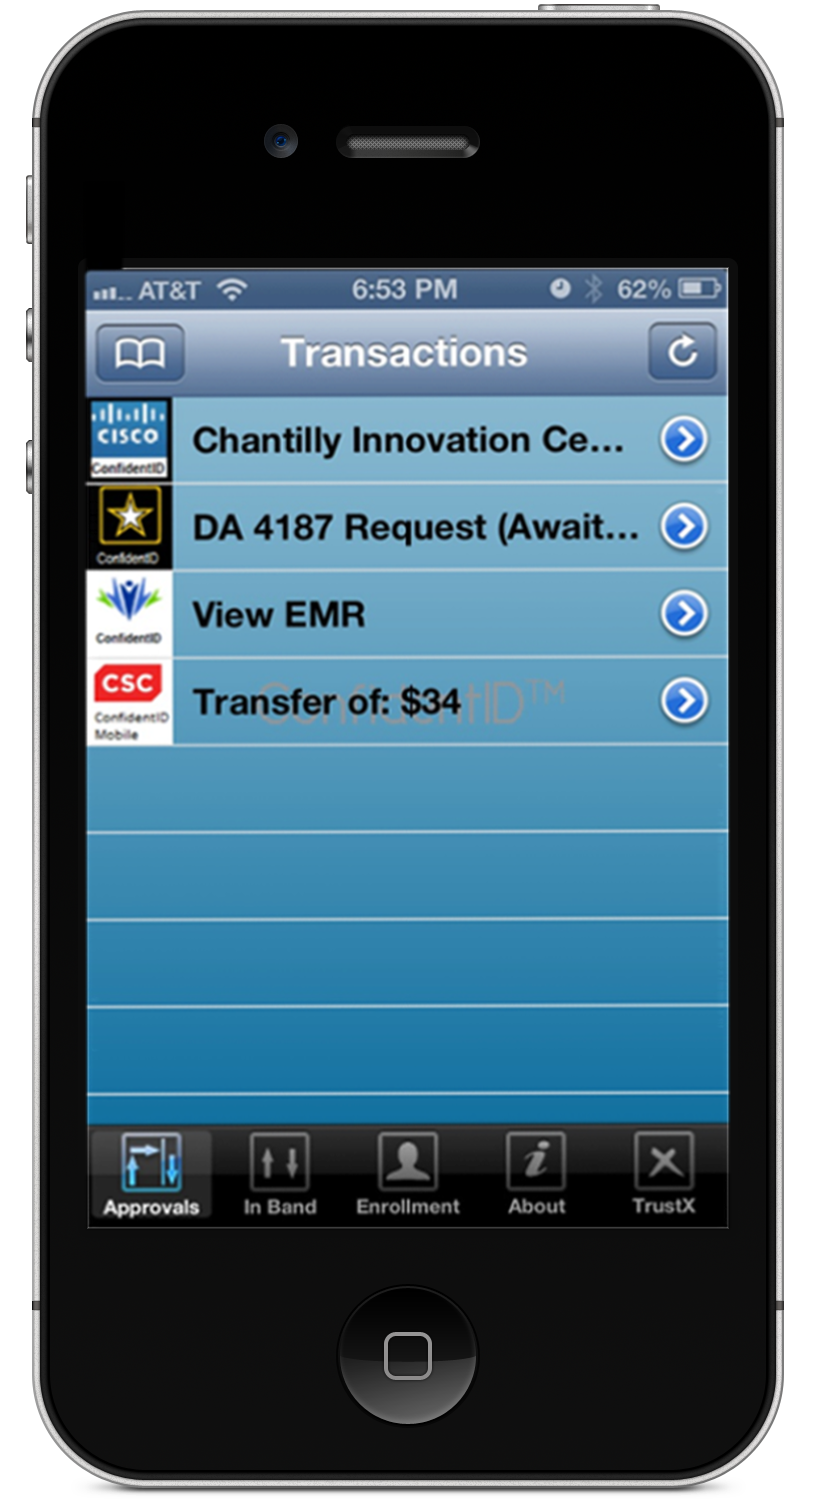 AT&T 6:53 PM 62%
Transactions
CISCO
ConfidentID
Chantilly Innovation Ce...
ConfidentID
DA 4187 Request (Await...
ConfidentID
View EMR
CSC
ConfidentID
Mobile
Transfer of: $34
ConfidentID™
Approvals In Band Enrollment About TrustX